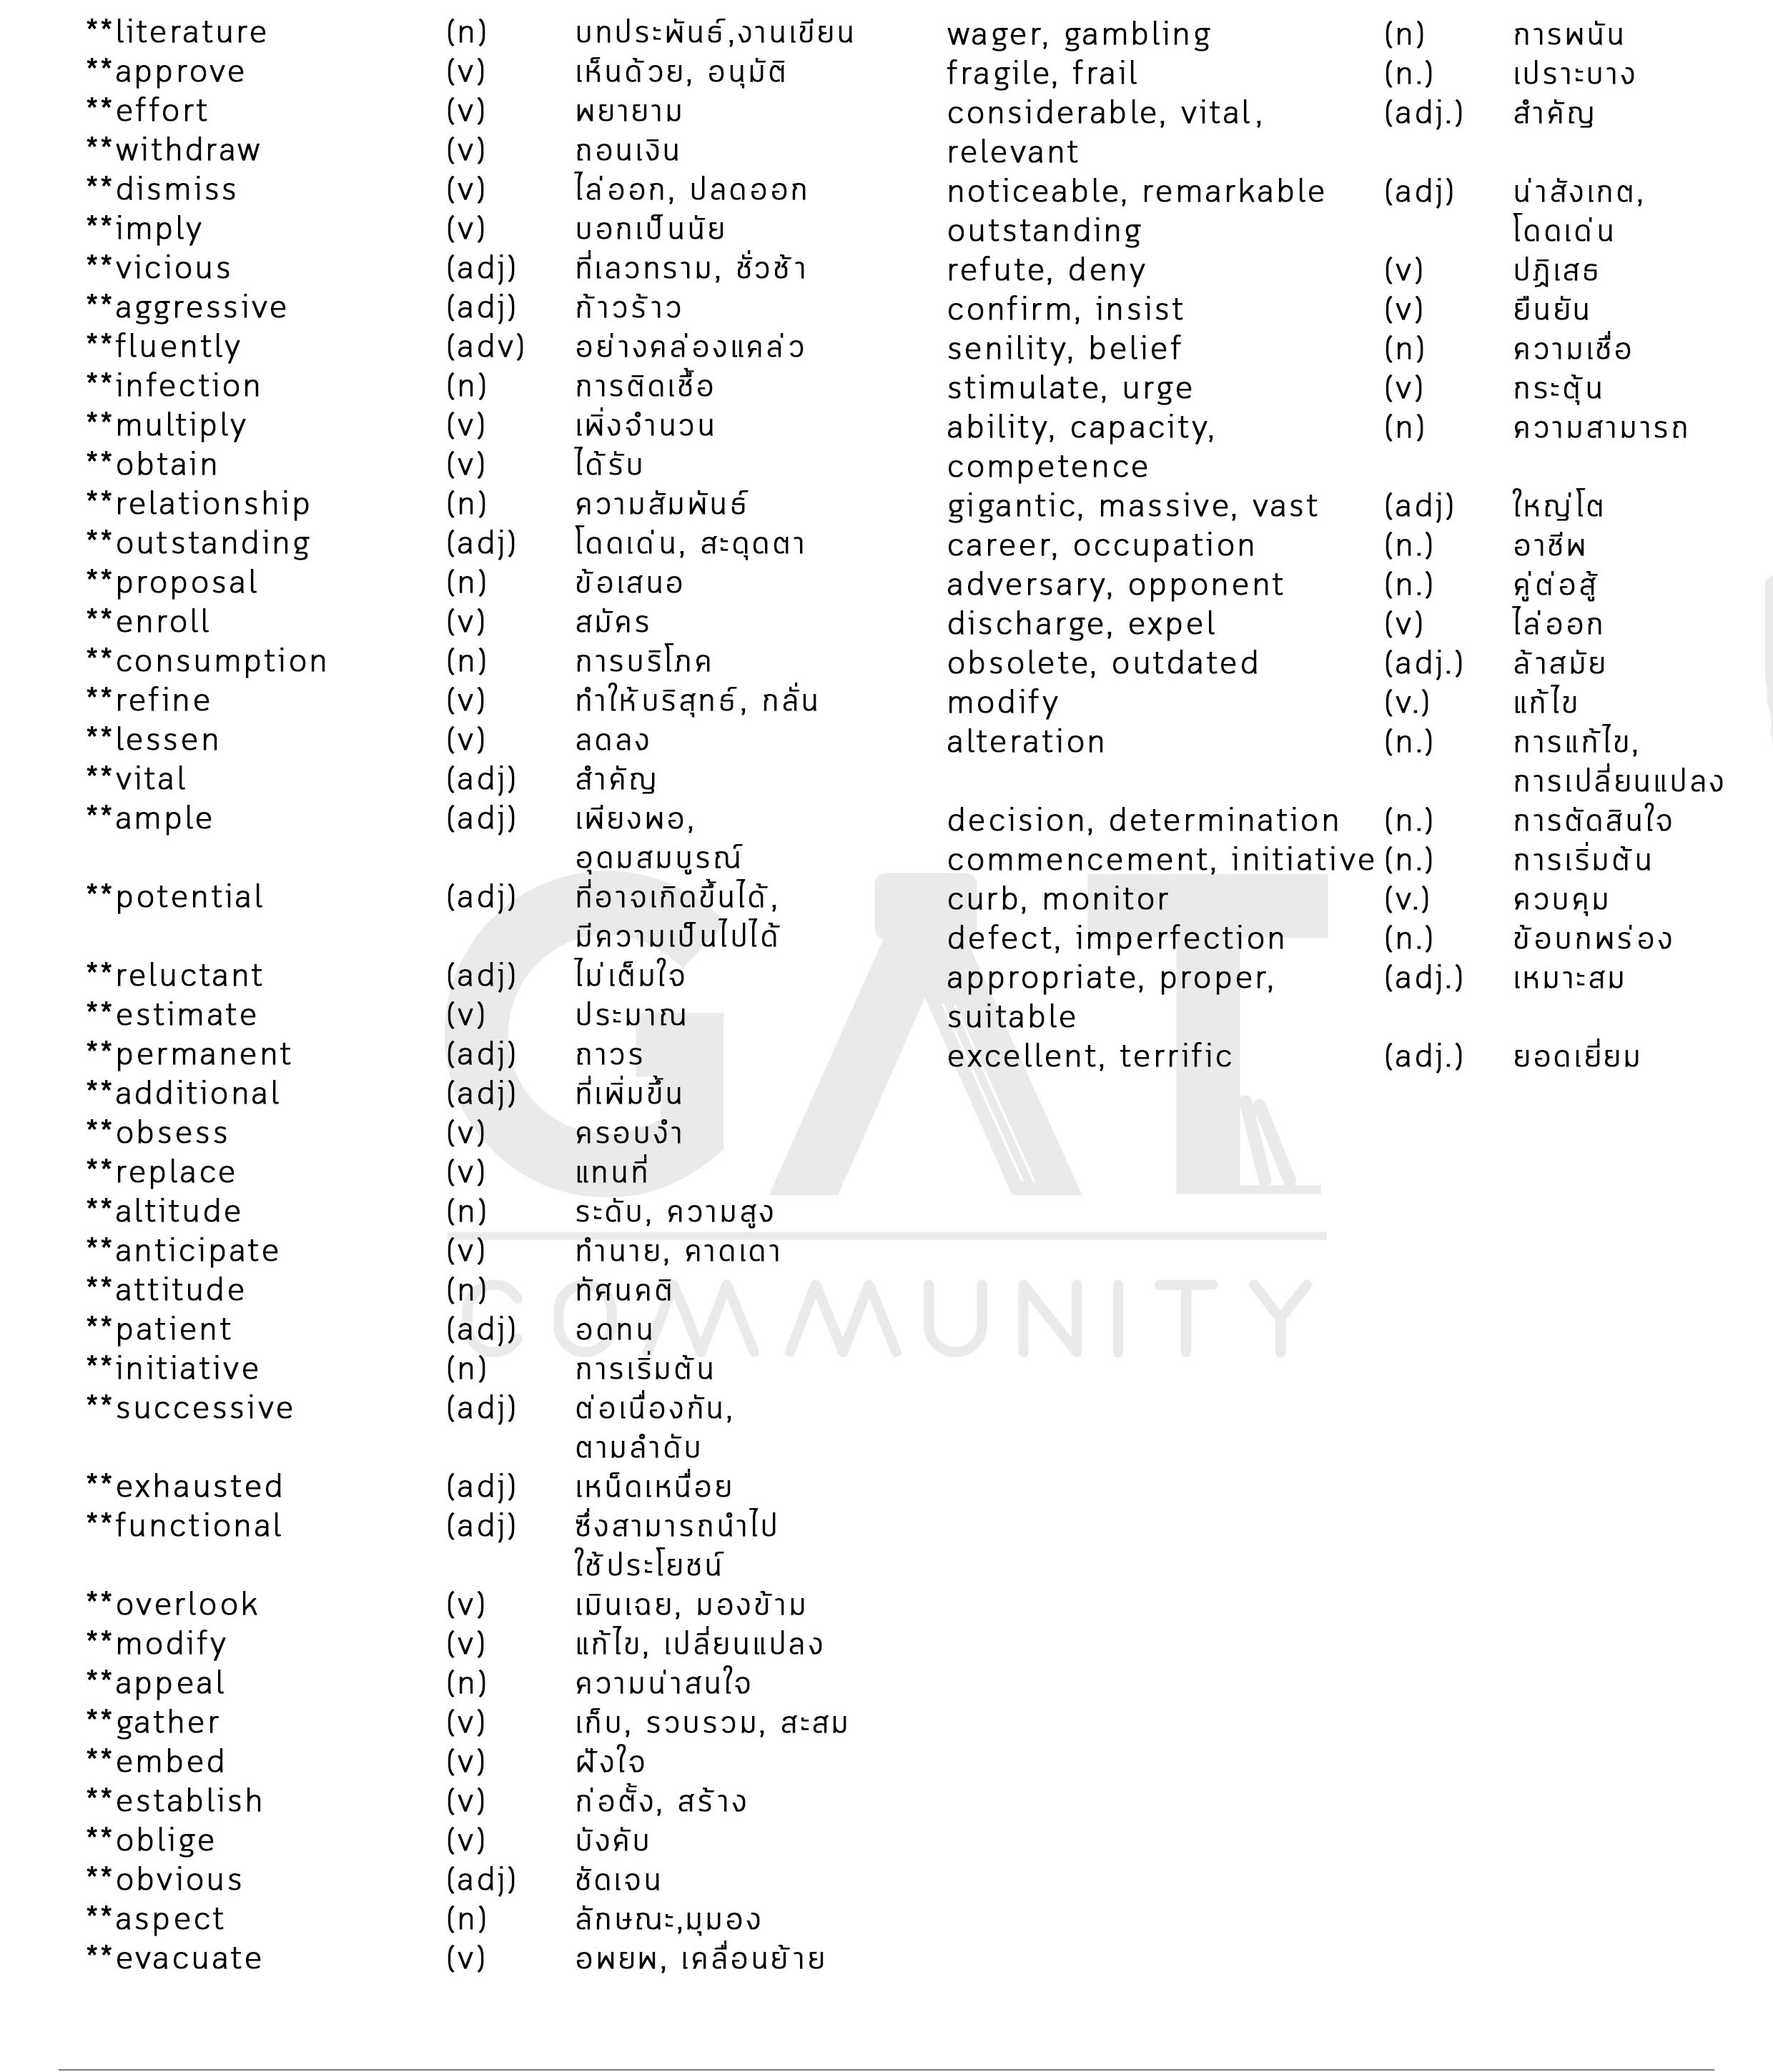 **literature (n) บทประพันธ์,งานเขียน
**approve (v) เห็นด้วย, อนุมัติ
**effort (v) พยายาม
**withdraw (v) ถอนเงิน
**dismiss (v) ไล่ออก, ปลดออก
**imply (v) บอกเป็นนัย
**vicious (adj) ที่เลวทราม, ชั่วช้า
**aggressive (adj) ก้าวร้าว
**fluently (adv) อย่างคล่องแคล่ว
**infection (n) การติดเชื้อ
**multiply (v) เพิ่งจำนวน
**obtain (v) ได้รับ
**relationship (n) ความสัมพันธ์
**outstanding (adj) โดดเด่น, สะดุดตา
**proposal (n) ข้อเสนอ
**enroll (v) สมัคร
**consumption (n) การบริโภค
**refine (v) ทำให้บริสุทธ์, กลั่น
**lessen (v) ลดลง
**vital (adj) สำคัญ
**ample (adj) เพียงพอ,
อุดมสมบูรณ์
**potential (adj) ที่อาจเกิดขึ้นได้,
มีความเป็นไปได้
**reluctant (adj) ไม่เต็มใจ
**estimate (v) ประมาณ
**permanent (adj) ถาวร
**additional (adj) ที่เพิ่มขึ้น
**obsess (v) ครอบงำ
**replace (v) แทนที่
**altitude (n) ระดับ, ความสูง
**anticipate (v) ทำนาย, คาดเดา
**attitude (n) ทัศนคติ
**patient (adj) อดทน
**initiative (n) การเริ่มต้น
**successive (adj) ต่อเนื่องกัน,
ตามลำดับ
**exhausted (adj) เหน็ดเหนื่อย
**functional (adj) ซึ่งสามารถนำไป
ใช้ประโยชน์
**overlook (v) เมินเฉย, มองข้าม
**modify (v) แก้ไข, เปลี่ยนแปลง
**appeal (n) ความน่าสนใจ
**gather (v) เก็บ, รวบรวม, สะสม
**embed (v) ฝังใจ
**establish (v) ก่อตั้ง, สร้าง
**oblige (v) บังคับ
**obvious (adj) ชัดเจน
**aspect (n) ลักษณะ,มุมอง
**evacuate (v) อพยพ, เคลื่อนย้าย
wager, gambling (n) การพนัน
fragile, frail (n.) เปราะบาง
considerable, vital, (adj.) สำคัญ
relevant
noticeable, remarkable (adj) น่าสังเกต,
outstanding โดดเด่น
refute, deny (v) ปฏิเสธ
confirm, insist (v) ยืนยัน
senility, belief (n) ความเชื่อ
stimulate, urge (v) กระตุ้น
ability, capacity, (n) ความสามารถ
competence
gigantic, massive, vast (adj) ใหญ่โต
career, occupation (n.) อาชีพ
adversary, opponent (n.) คู่ต่อสู้
discharge, expel (v) ไล่ออก
obsolete, outdated (adj.) ล้าสมัย
modify (v.) แก้ไข
alteration (n.) การแก้ไข,
การเปลี่ยนแปลง
decision, determination (n.) การตัดสินใจ
commencement, initiative (n.) การเริ่มต้น
curb, monitor (v.) ควบคุม
defect, imperfection (n.) ข้อบกพร่อง
appropriate, proper, (adj.) เหมาะสม
suitable
excellent, terrific (adj.) ยอดเยี่ยม
GAT
COMMUNITY